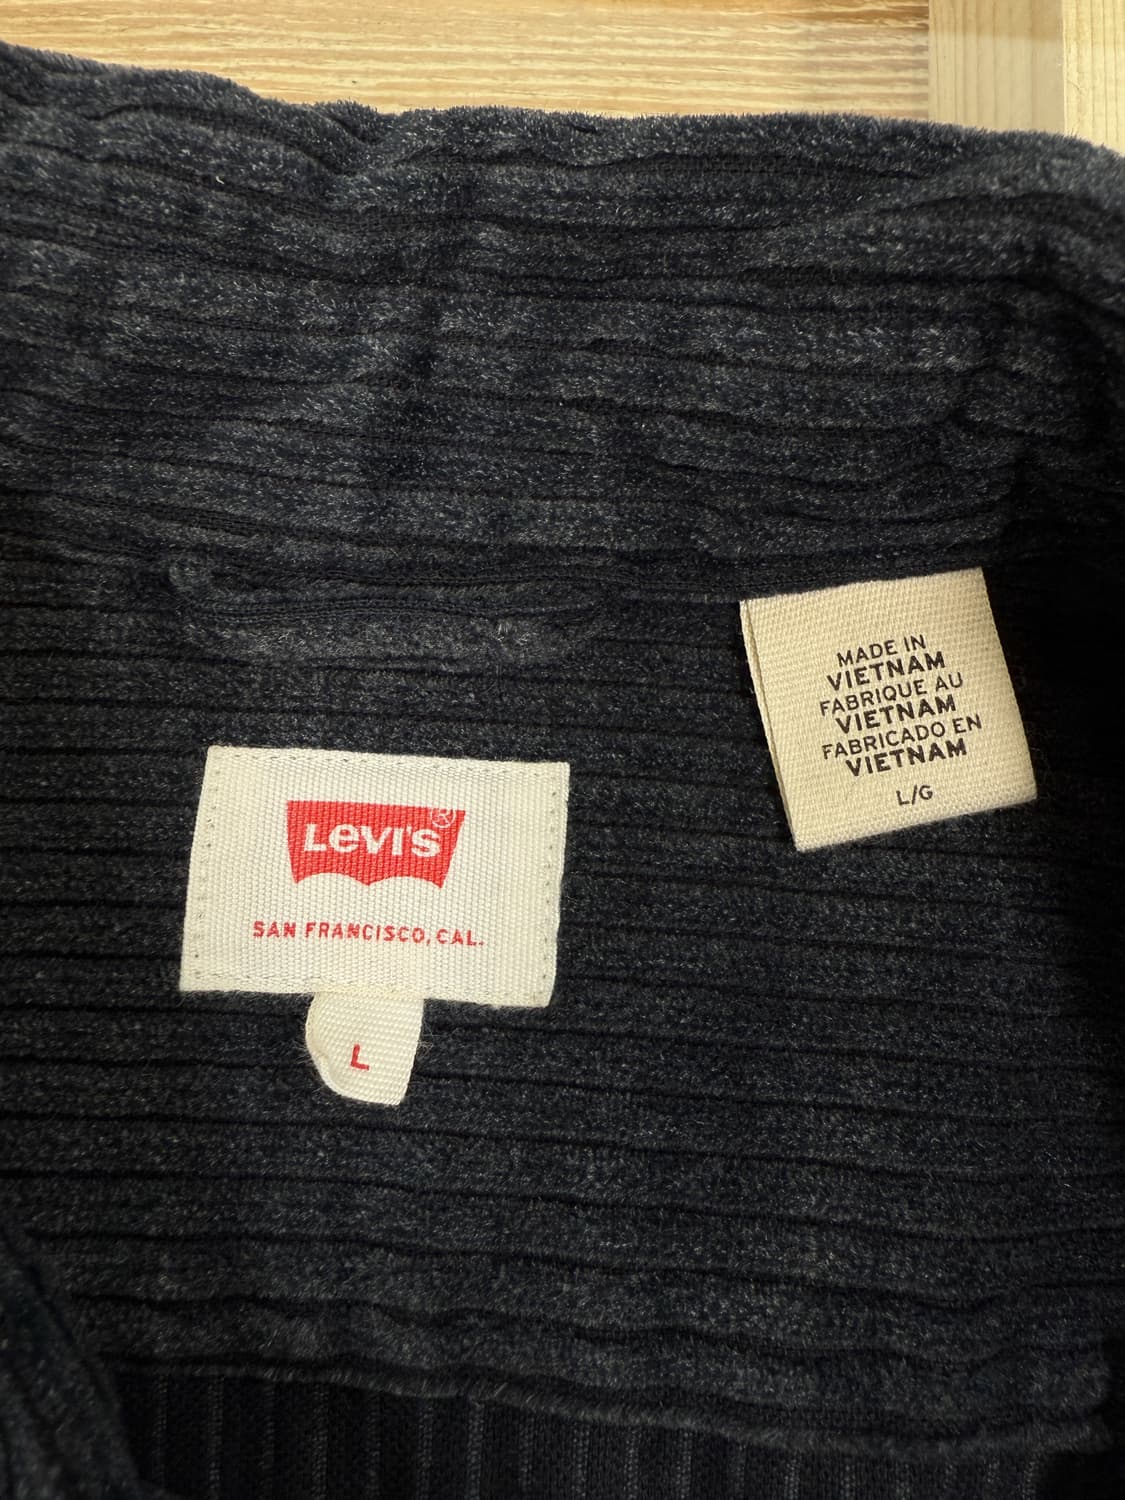 MADE IN
VIETNAM
FABRIQUE AU
VIETNAM
FABRICADO EN
VIETNAM
L/G
LEVI'S®
SAN FRANCISCO, CAL.
L